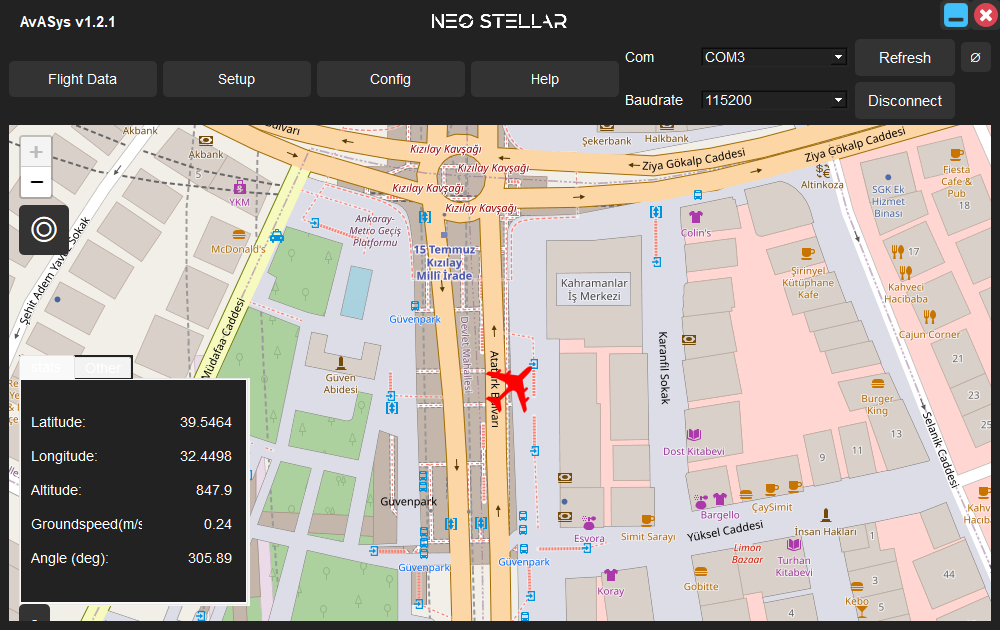 AvASys v1.2.1
NEO STELLAR
Flight Data
Setup
Config
Help
Com
COM3
Refresh
Ø
Baudrate
115200
Disconnect
+
−
Akbank
Akbank
5
YKM
McDonald's
Şehit Adem Yavuz Sokak
Müdafaa Caddesi
Bulvarı
Kızılay Kavşağı
Kızılay Kavşağı
Kızılay Kavşağı
Kızılay Kavşağı
Ankaray-
Metro Geçiş
Platformu
15 Temmuz
Kızılay
Millî İrade
Güvenpark
Devlet Mahallesi
Güven
Abidesi
Güvenpark
Güvenpark
Güvenpark
Şekerbank
Halkbank
Ziya Gökalp Caddesi
Ziya Gökalp Caddesi
Altınkoza
Colin's
Kahramanlar
İş Merkezi
Karanfil Sokak
Şirinyel
Kütüphane
Kafe
SGK Ek
Hizmet
Binası
Fiesta
Cafe &
Pub
18
17
Kahveci
Hacıbaba
Cajun Corner
21
23
25
Burger
King
13
11
9
Selanik Caddesi
Dost Kitabevi
Bargello
ÇaySimit
Esvora
Simit Sarayı
Yüksel Caddesi
İnsan Hakları
Limon
Bazaar
Turhan
Kitabevi
Koray
Gobitte
Kebo
1
3
5
4
44
Stats
Other
Latitude:
39.5464
Longitude:
32.4498
Altitude:
847.9
Groundspeed(m/s
0.24
Angle (deg):
305.89